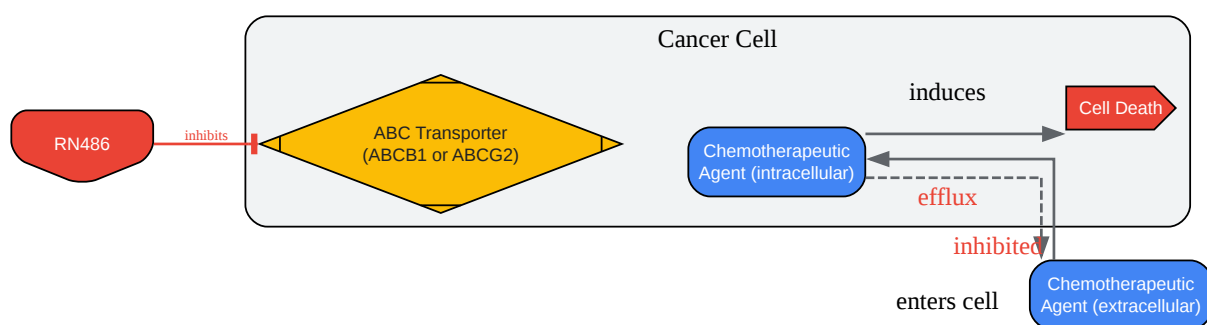 Cancer Cell
RN486
inhibits
ABC Transporter
(ABCB1 or ABCG2)
induces
Cell Death
Chemotherapeutic
Agent (intracellular)
efflux
inhibited
enters cell
Chemotherapeutic
Agent (extracellular)